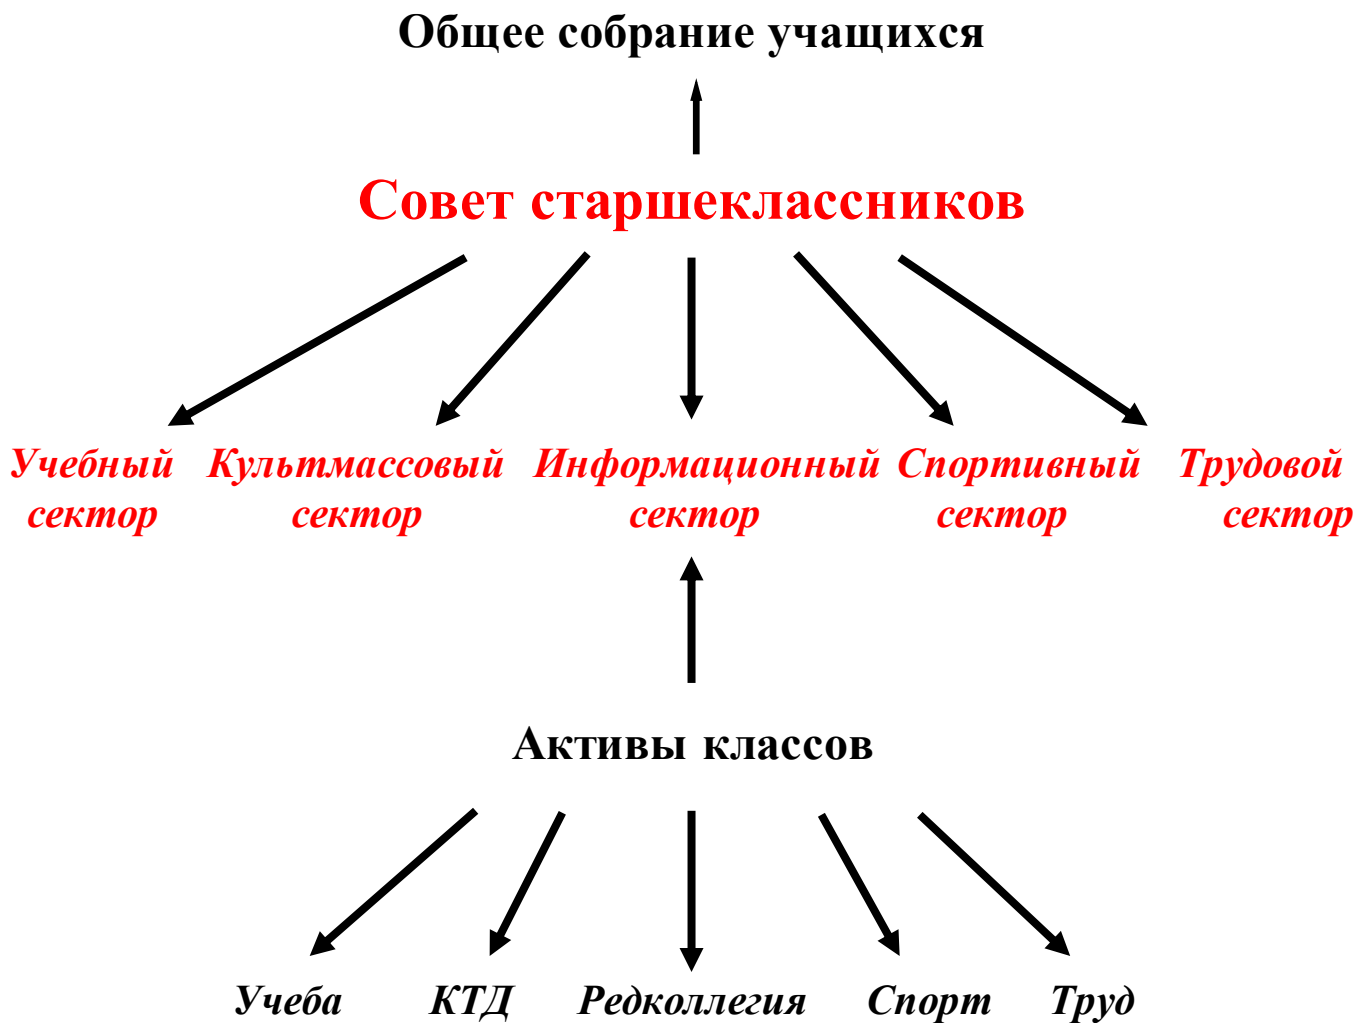 Общее собрание учащихся
Совет старшеклассников
Учебный Культмассовый Информационный Спортивный Трудовой
сектор сектор сектор сектор сектор
Активы классов
Учеба КТД Редколлегия Спорт Труд